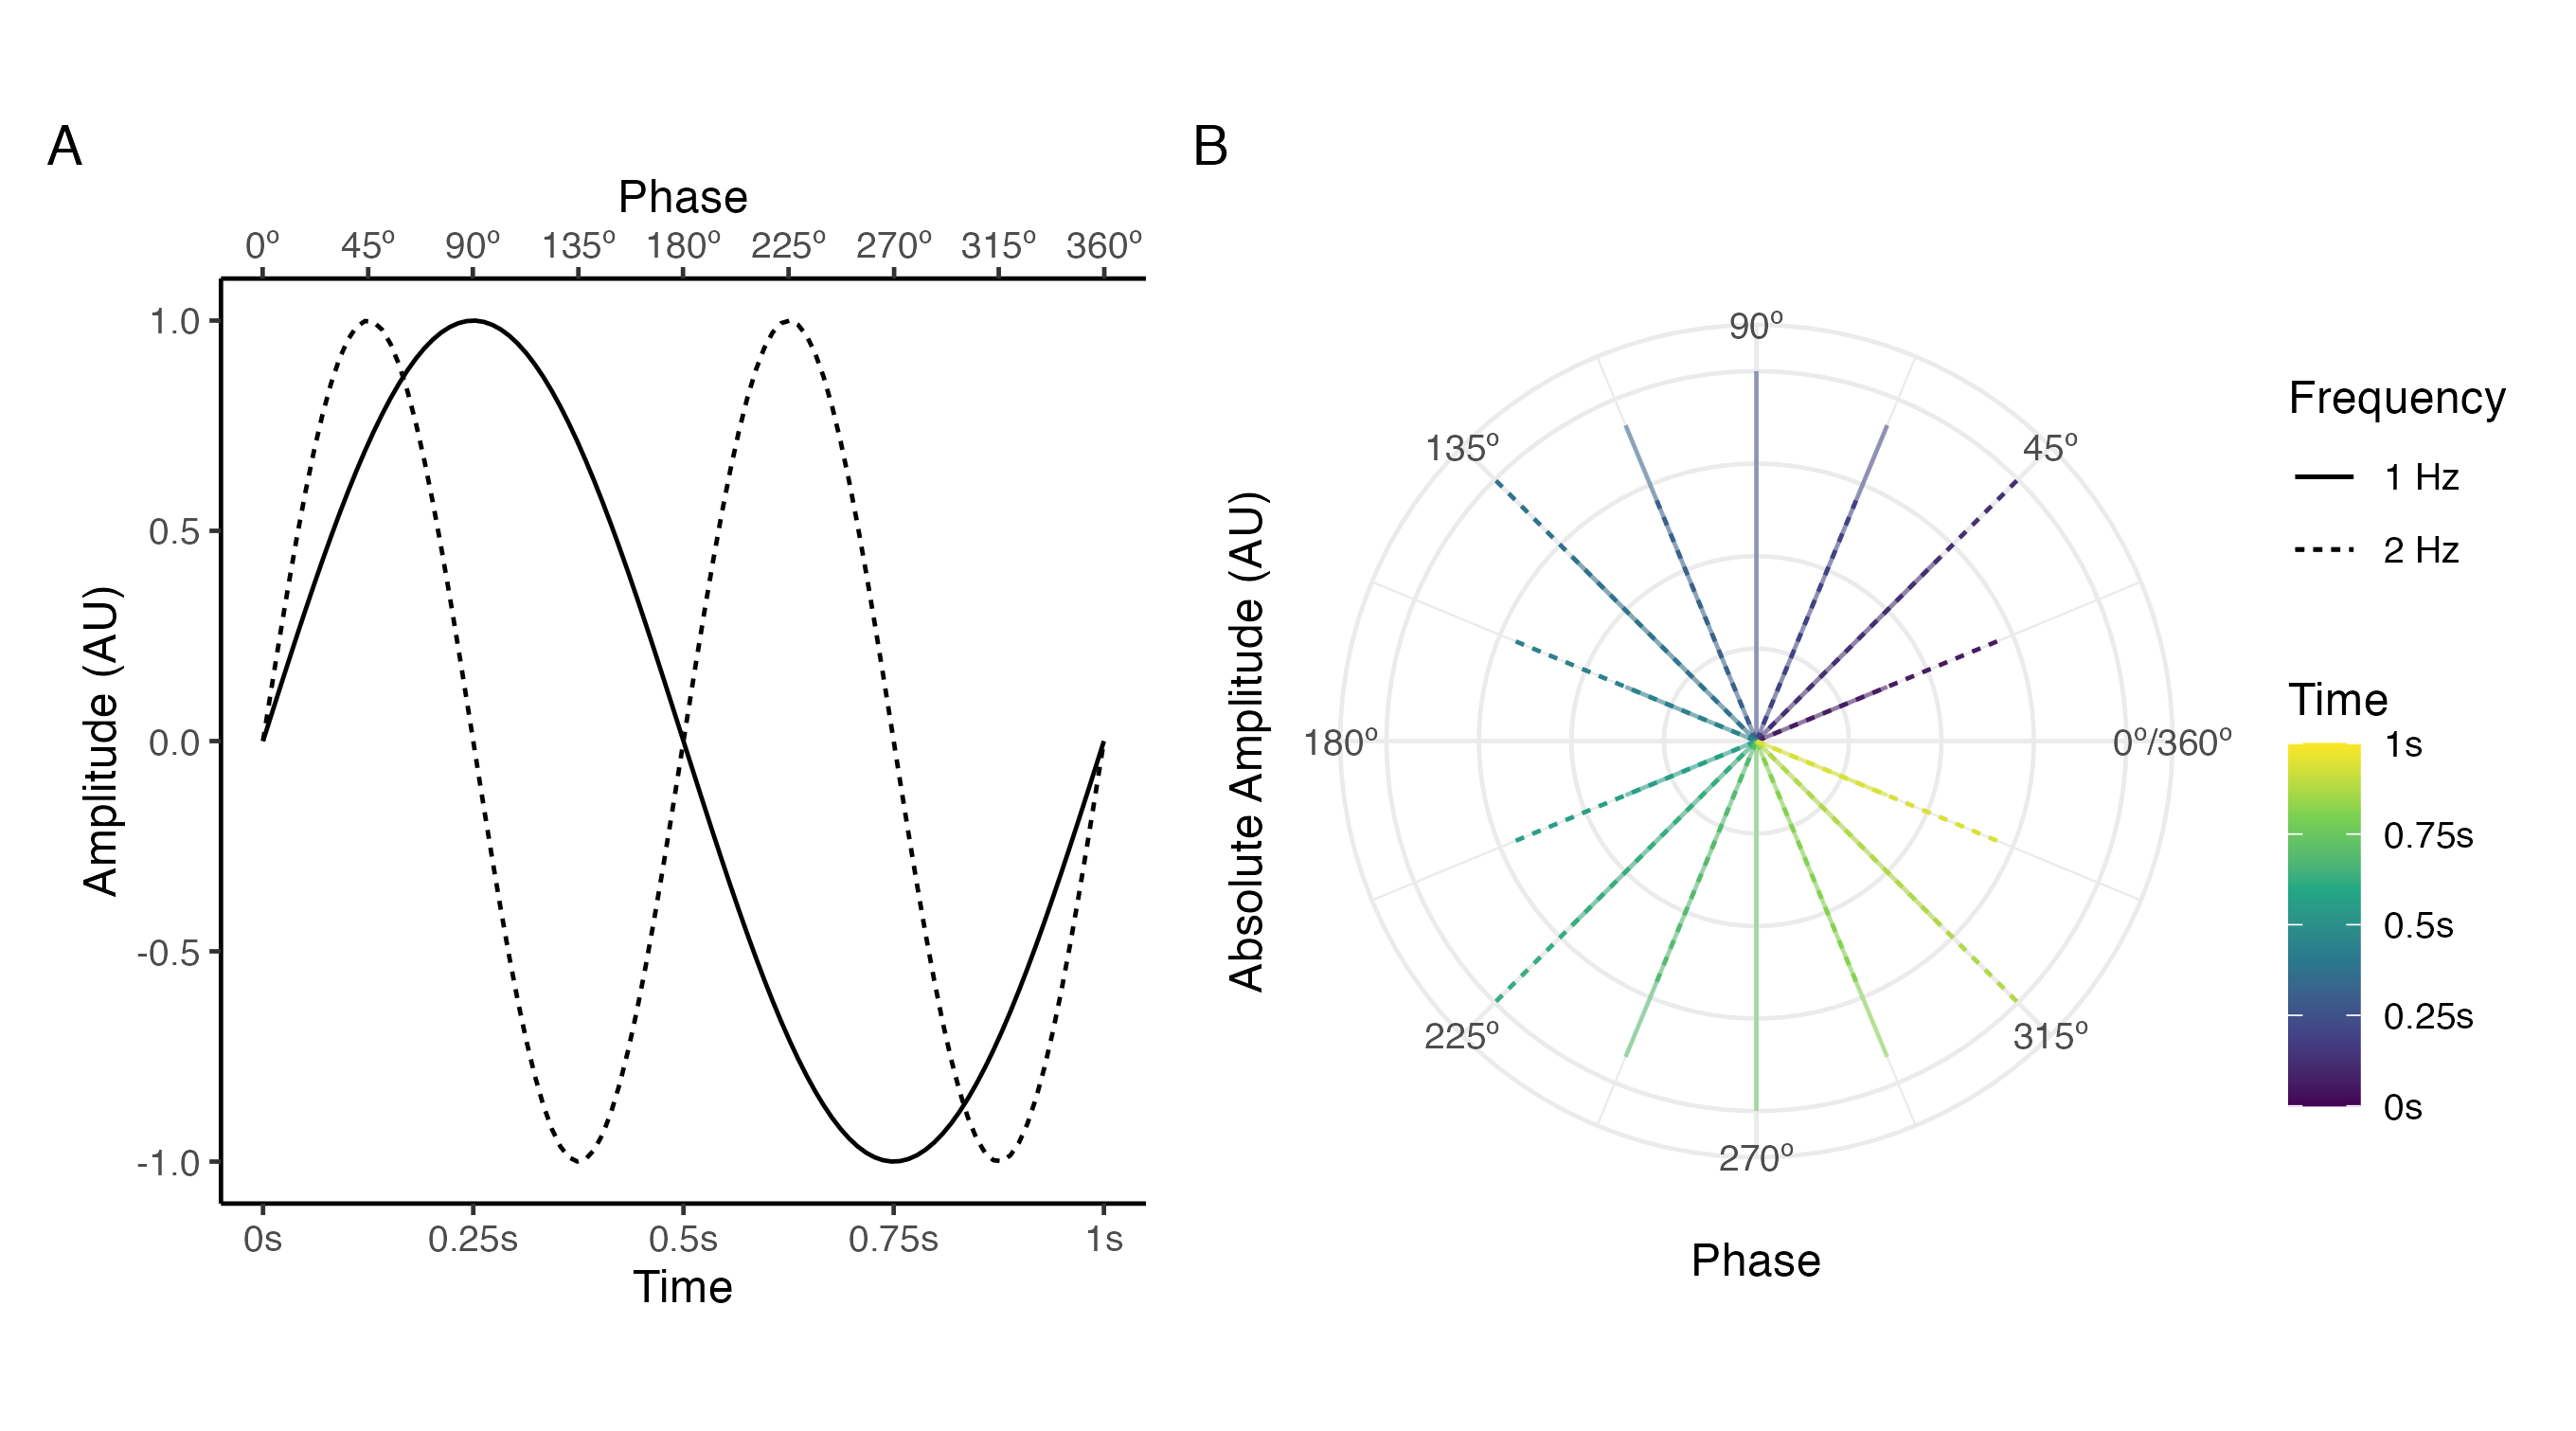 A
Phase
0º 45º 90º 135º 180º 225º 270º 315º 360º
1.0
0.5
0.0
-0.5
-1.0
Amplitude (AU)
0s 0.25s 0.5s 0.75s 1s
Time
B
90º
135º 45º
180º 0º/360º
225º 315º
270º
Absolute Amplitude (AU)
Phase
Frequency
1 Hz
2 Hz
Time
1s
0.75s
0.5s
0.25s
0s